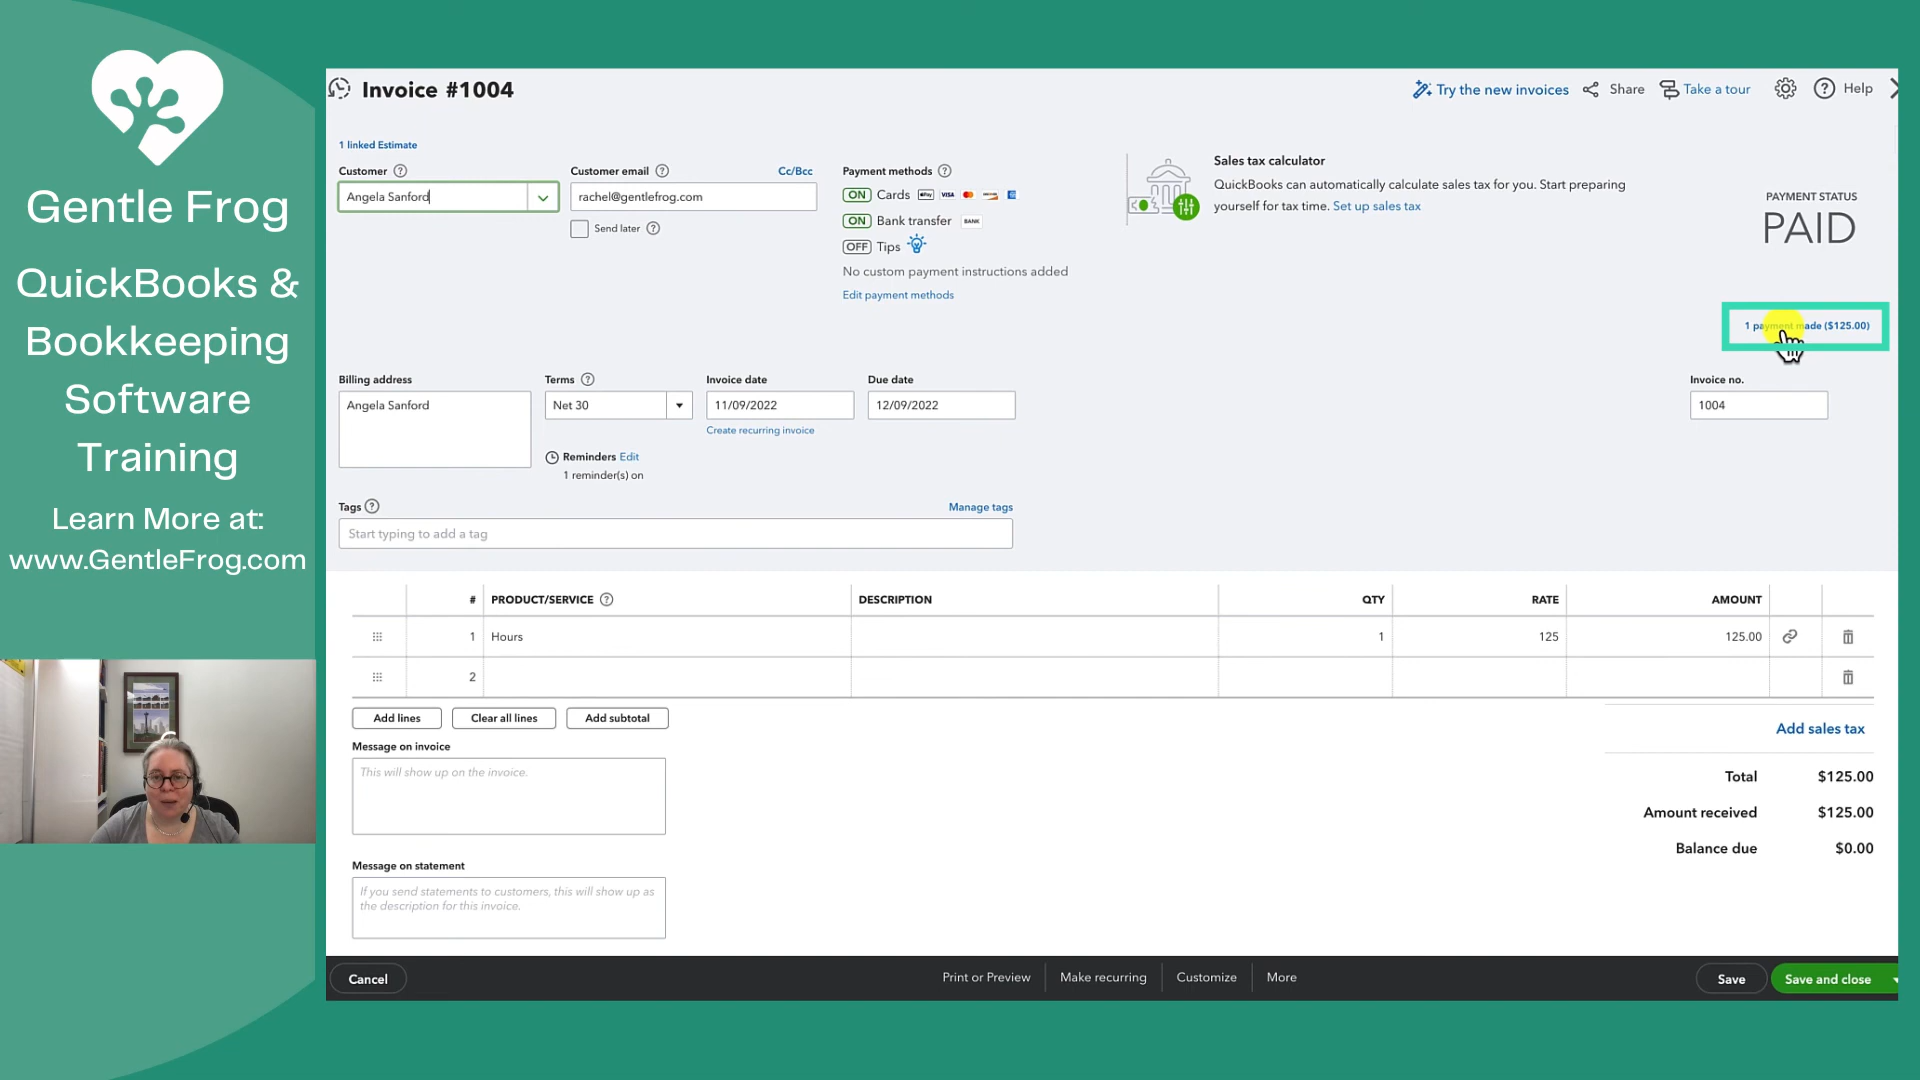 Gentle Frog
QuickBooks &
Bookkeeping
Software
Training
Learn More at:
www.GentleFrog.com
Invoice #1004
Try the new invoices
Share
Take a tour
Help
1 linked Estimate
Customer
Customer email
Cc/Bcc
Angela Sanford
rachel@gentlefrog.com
Send later
Payment methods
ON Cards
VISA
ON Bank transfer BANK
OFF Tips
No custom payment instructions added
Edit payment methods
Sales tax calculator
QuickBooks can automatically calculate sales tax for you. Start preparing
yourself for tax time. Set up sales tax
PAYMENT STATUS
PAID
1 payment made ($125.00)
Billing address
Angela Sanford
Terms
Net 30
Invoice date
11/09/2022
Create recurring invoice
Due date
12/09/2022
Invoice no.
1004
Reminders Edit
1 reminder(s) on
Tags
Manage tags
Start typing to add a tag
# PRODUCT/SERVICE DESCRIPTION QTY RATE AMOUNT
1 Hours 1 125 125.00
2
Add lines
Clear all lines
Add subtotal
Message on invoice
This will show up on the invoice.
Message on statement
If you send statements to customers, this will show up as
the description for this invoice.
Add sales tax
Total $125.00
Amount received $125.00
Balance due $0.00
Cancel
Print or Preview
Make recurring
Customize
More
Save
Save and close